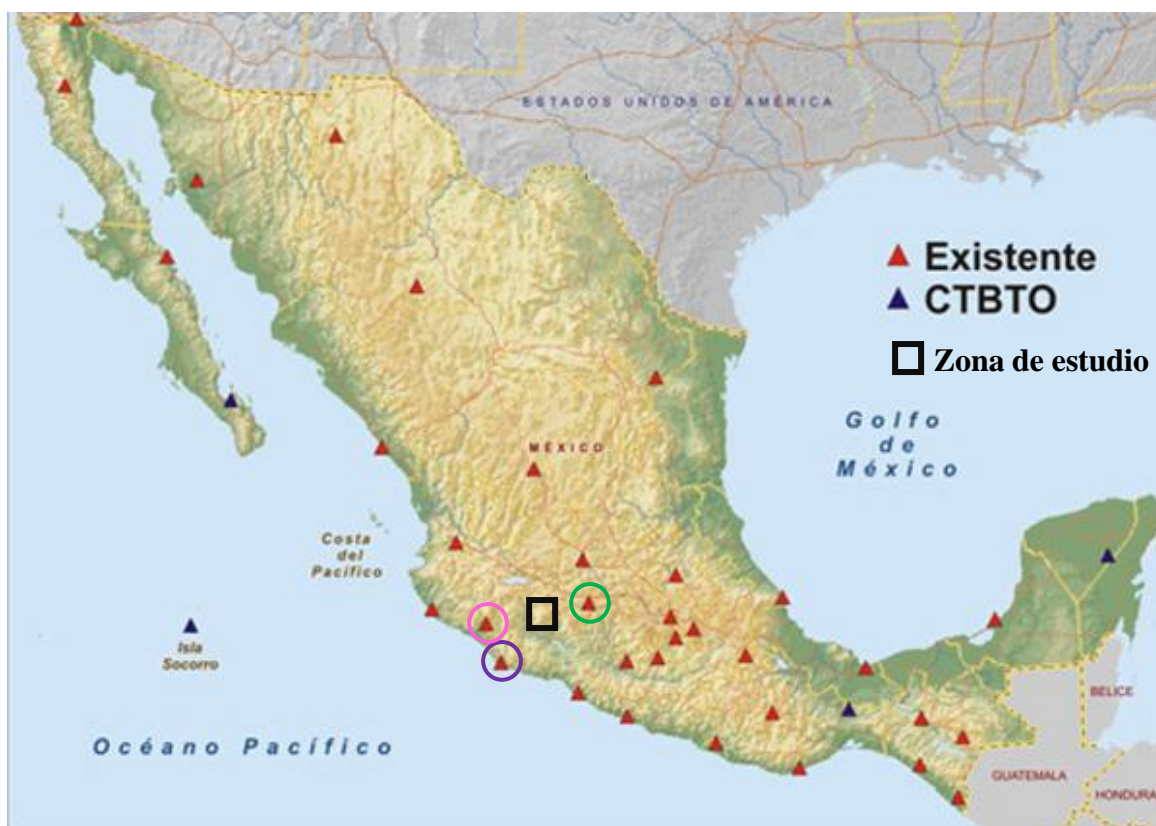 ESTADOS UNIDOS DE AMÉRICA
Existente
CTBTO
Zona de estudio
Golfo
de
México
MÉXICO
Costa
del
Pacífico
Isla
Socorro
BELICE
Océano Pacífico
GUATEMALA
HONDURA